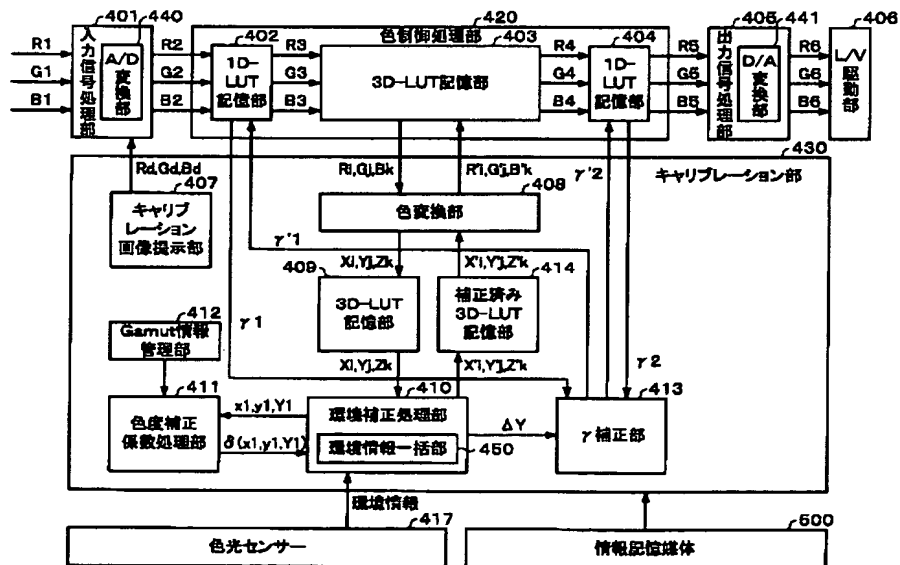 401 440 420 405 441 406
入力信号処理部
A/D変換部
R1 R2 R3 R4 R5 R6
G1 G2 G3 G4 G5 G6
B1 B2 B3 B4 B5 B6
色制御処理部
402
1D-LUT
記憶部
403
3D-LUT記憶部
404
1D-LUT
記憶部
出力信号処理部
D/A変換部
L/V
駆動部
430
キャリブレーション部
Rd,Gd,Bd
407
キャリブ
レーション
画像提示部
Ri,Gj,Bk
R'i,G'j,B'k
γ'2
408
色変換部
γ'1
Xi,Yj,Zk
X'i,Y'j,Z'k
409
3D-LUT
記憶部
414
補正済み
3D-LUT
記憶部
412
Gamut情報
管理部
γ1
γ2
Xi,Yj,Zk
X'i,Y'j,Z'k
411
色度補正
係数処理部
x1,y1,Y1
δ(x1,y1,Y1)
410
環境補正処理部
環境情報一括部
450
ΔY
413
γ補正部
環境情報
417
色光センサー
500
情報記憶媒体